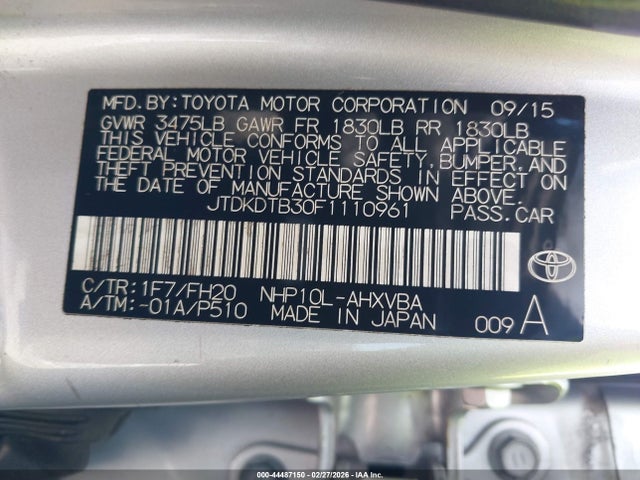 MFD.BY:TOYOTA MOTOR CORPORATION 09/15
GVWR 3475LB GAWR FR 1830LB RR 1830LB
THIS VEHICLE CONFORMS TO ALL APPLICABLE
FEDERAL MOTOR VEHICLE SAFETY,BUMPER,AND
THEFT PREVENTION STANDARDS IN EFFECT ON
THE DATE OF MANUFACTURE SHOWN ABOVE.
JTDKDTB30F1110961 PASS.CAR
C/TR:1F7/FH20 NHP10L-AHXVBA
A/TM:-01A/P510 MADE IN JAPAN 009 A
000-44487150 | 02/27/2026 | IAAI.COM